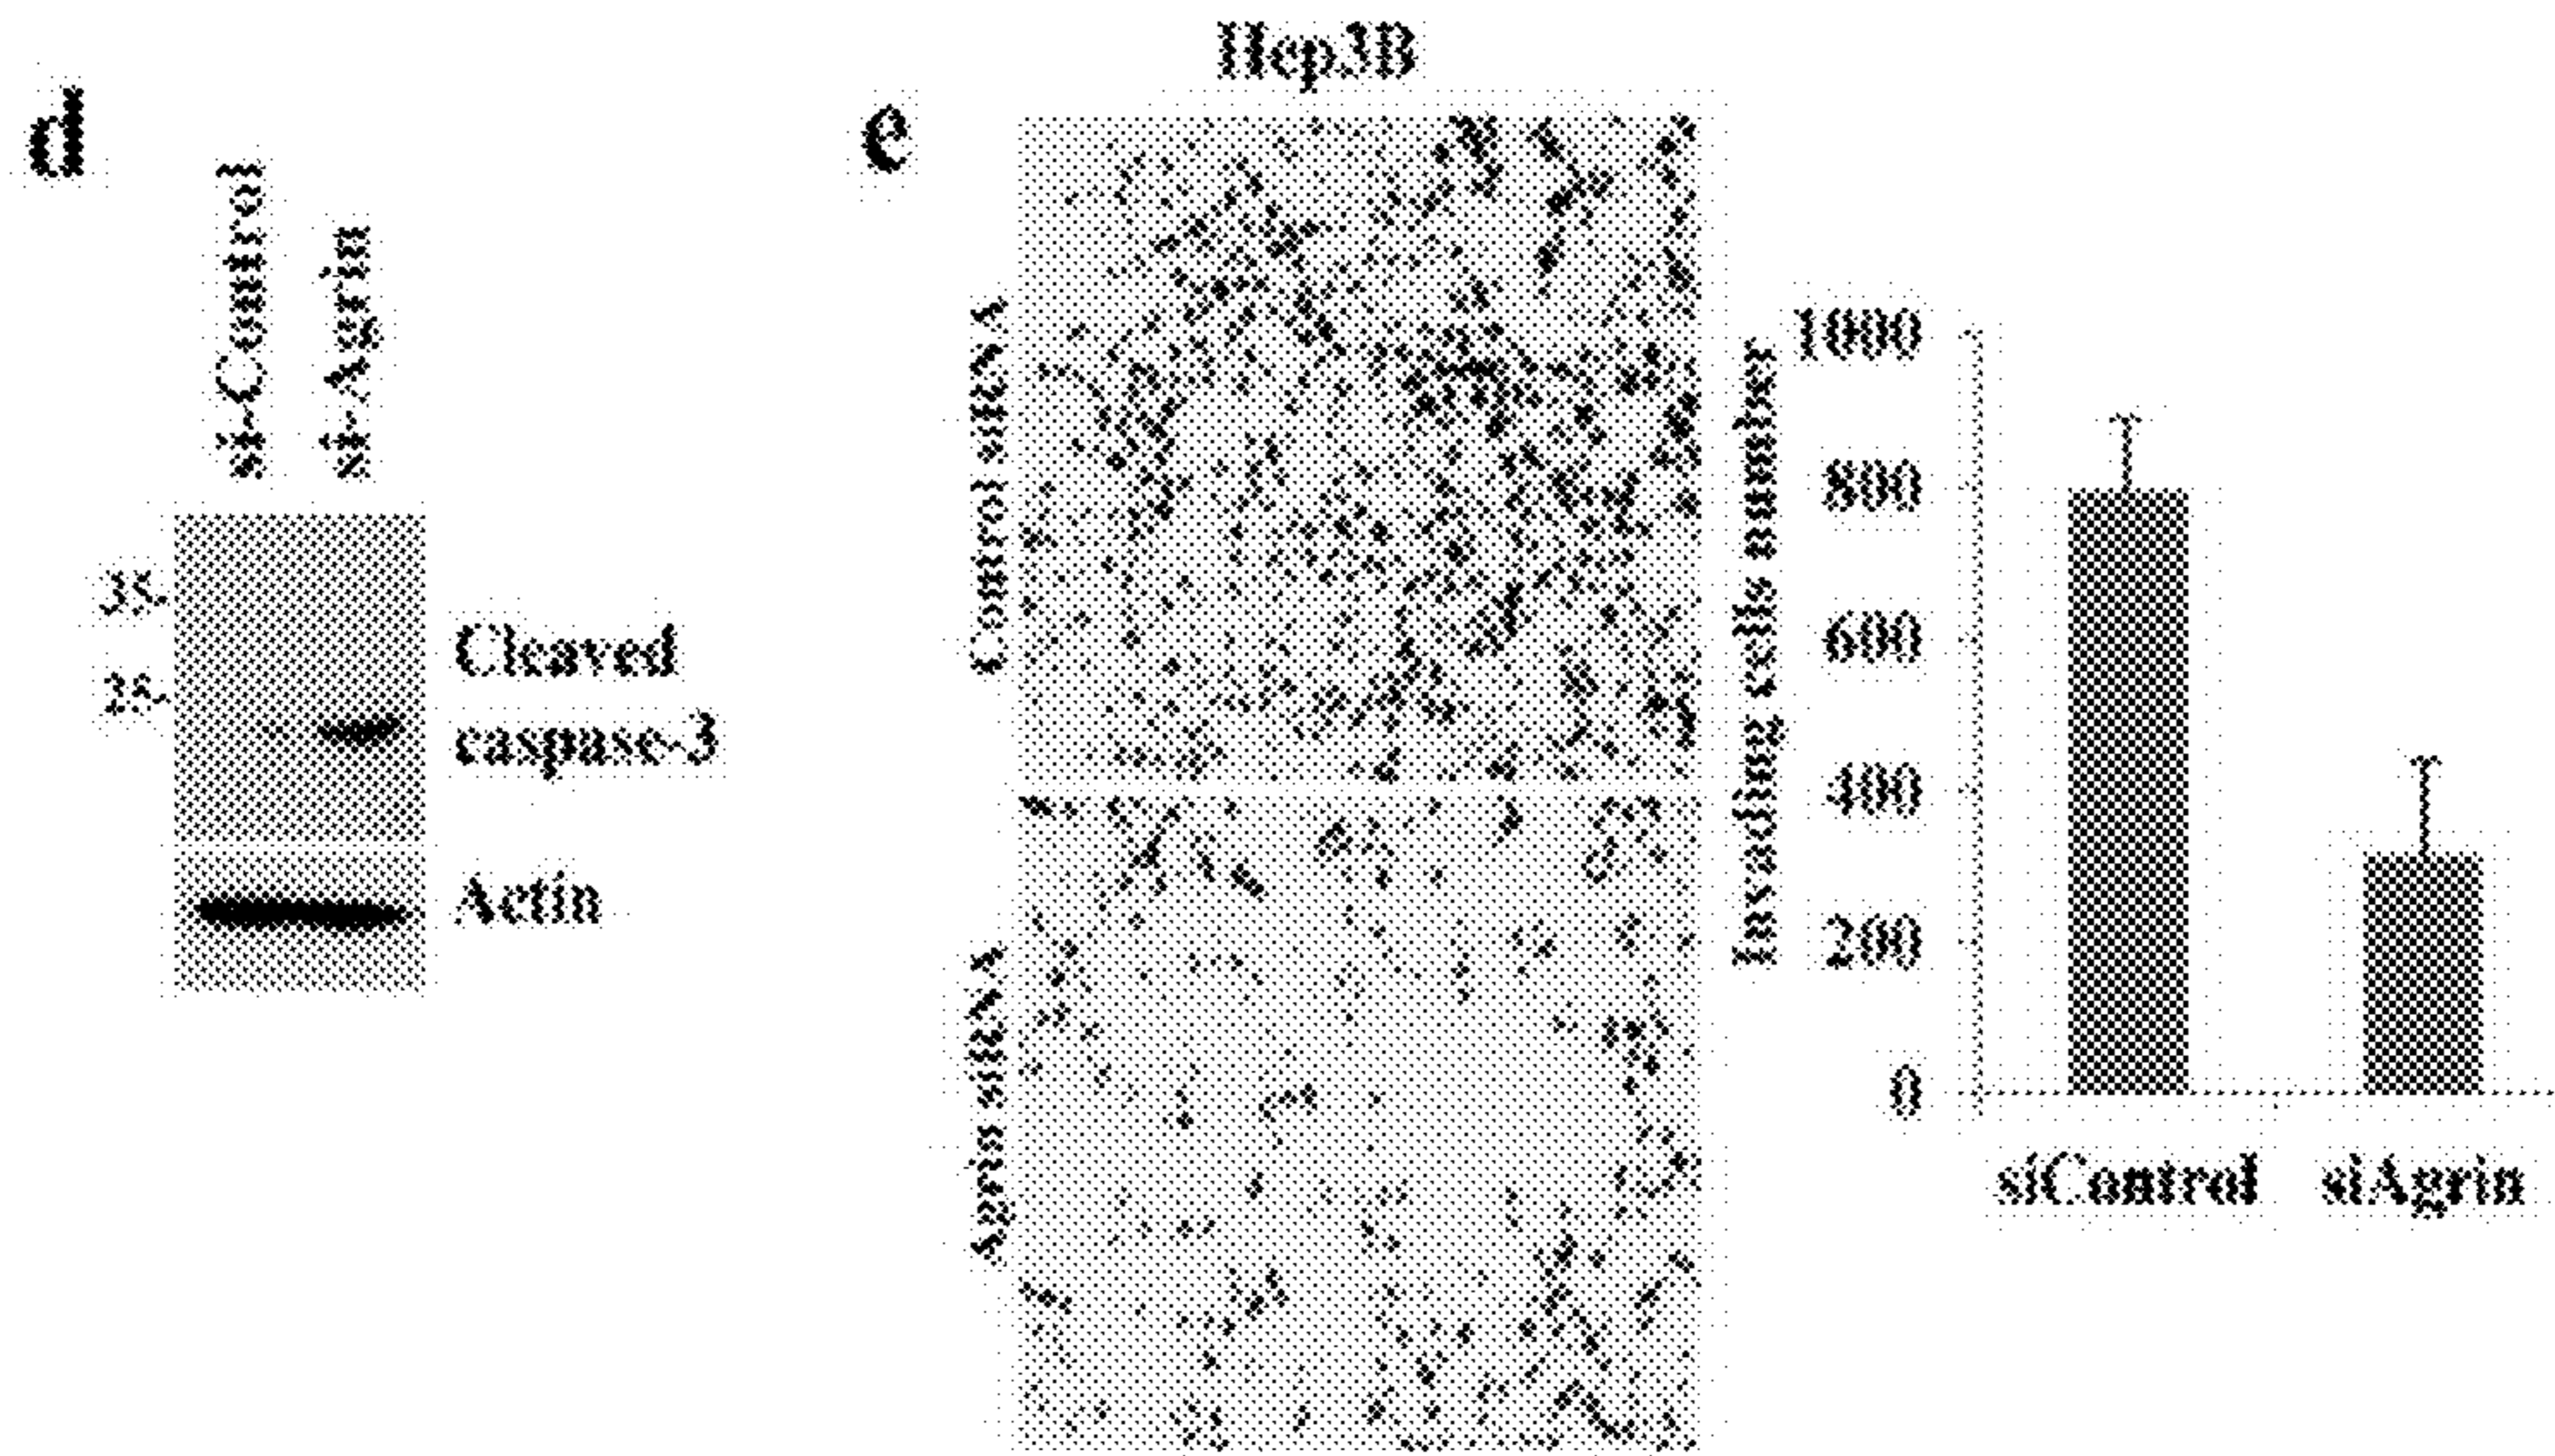 d
si-Control
si-Agrin
35-
25-
Cleaved
caspase-3
Actin
e
Hep3B
Control siRNA
Agrin siRNA
Invading cells number
1000
800
600
400
200
0
siControl
siAgrin